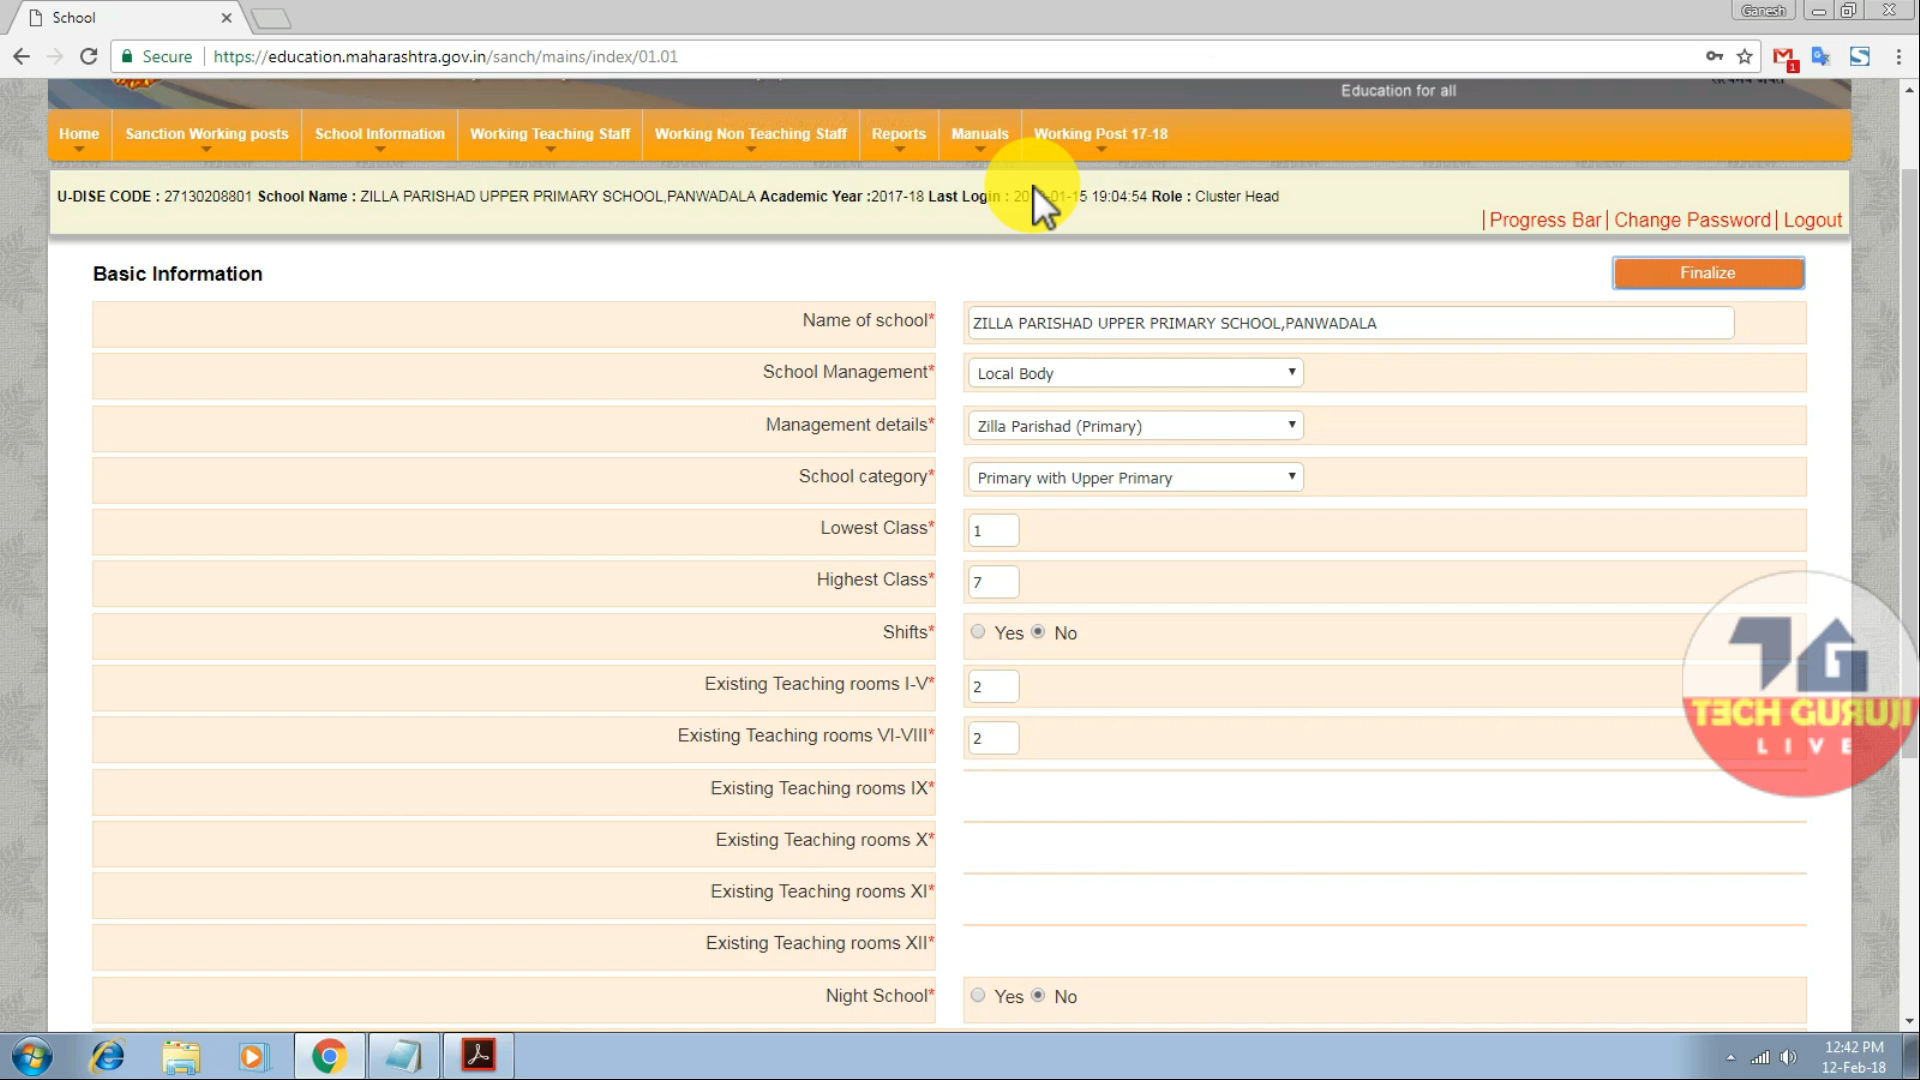 School
Ganesh
Secure https://education.maharashtra.gov.in/sanch/mains/index/01.01
1
Education for all
Home Sanction Working posts School Information Working Teaching Staff Working Non Teaching Staff Reports Manuals Working Post 17-18
U-DISE CODE : 27130208801 School Name : ZILLA PARISHAD UPPER PRIMARY SCHOOL,PANWADALA Academic Year :2017-18 Last Login : 01-15 19:04:54 Role : Cluster Head
|Progress Bar| Change Password| Logout
Basic Information Finalize
Name of school* ZILLA PARISHAD UPPER PRIMARY SCHOOL,PANWADALA
School Management* Local Body
Management details* Zilla Parishad (Primary)
School category* Primary with Upper Primary
Lowest Class* 1
Highest Class* 7
Shifts* Yes No
Existing Teaching rooms I-V* 2
Existing Teaching rooms VI-VIII* 2
TECH GURUJI
LIVE
Existing Teaching rooms IX*
Existing Teaching rooms X*
Existing Teaching rooms XI*
Existing Teaching rooms XII*
Night School* Yes No
12:42 PM
12-Feb-18